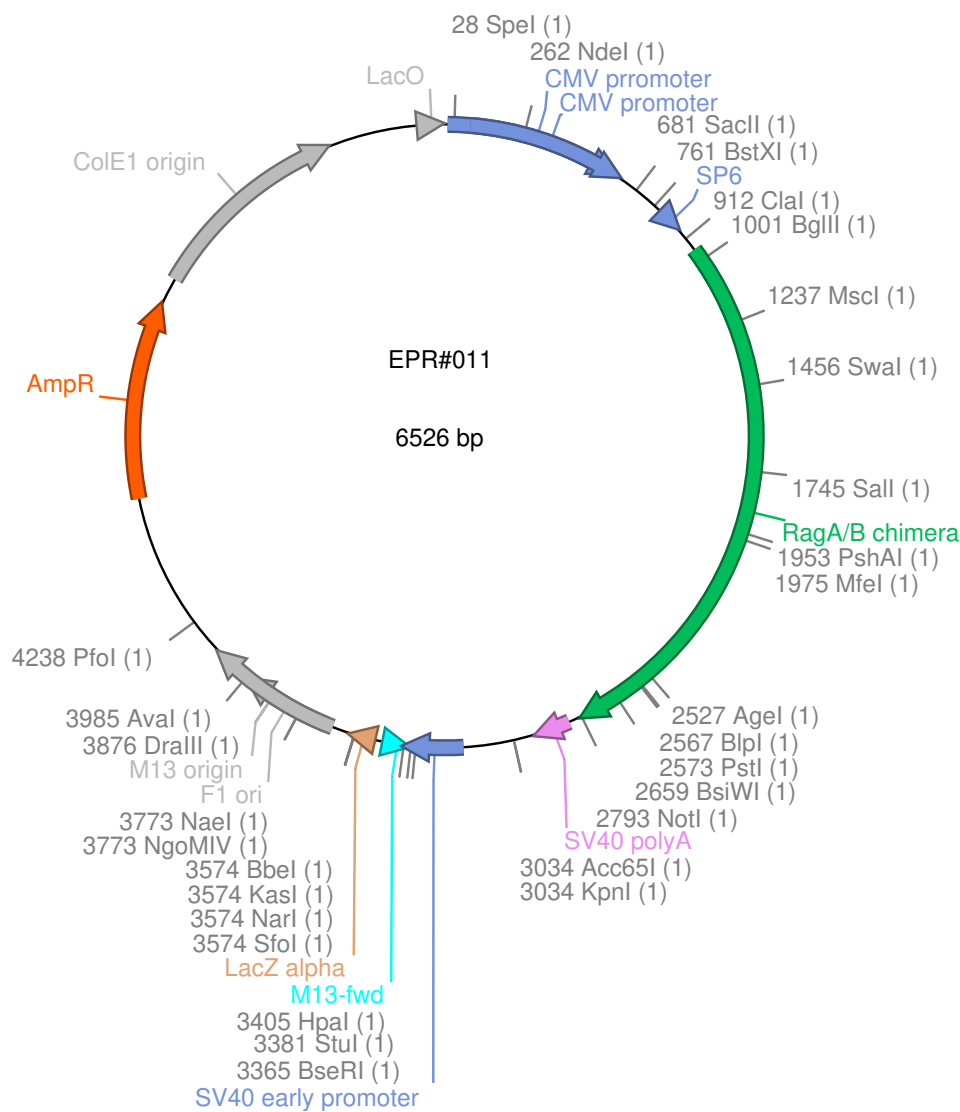 28 SpeI (1)
262 NdeI (1)
LacO
CMV prromoter
CMV promoter
681 SacII (1)
761 BstXI (1)
ColE1 origin
SP6
912 ClaI (1)
1001 BglII (1)
1237 MscI (1)
EPR#011
1456 SwaI (1)
AmpR
6526 bp
1745 SalI (1)
RagA/B chimera
1953 PshAI (1)
1975 MfeI (1)
4238 PfoI (1)
2527 AgeI (1)
3985 AvaI (1)
2567 BlpI (1)
3876 DraIII (1)
2573 PstI (1)
M13 origin
2659 BsiWI (1)
F1 ori
2793 NotI (1)
3773 NaeI (1)
SV40 polyA
3773 NgoMIV (1)
3034 Acc65I (1)
3574 BbeI (1)
3034 KpnI (1)
3574 KasI (1)
3574 NarI (1)
3574 SfoI (1)
LacZ alpha
M13-fwd
3405 HpaI (1)
3381 StuI (1)
3365 BseRI (1)
SV40 early promoter